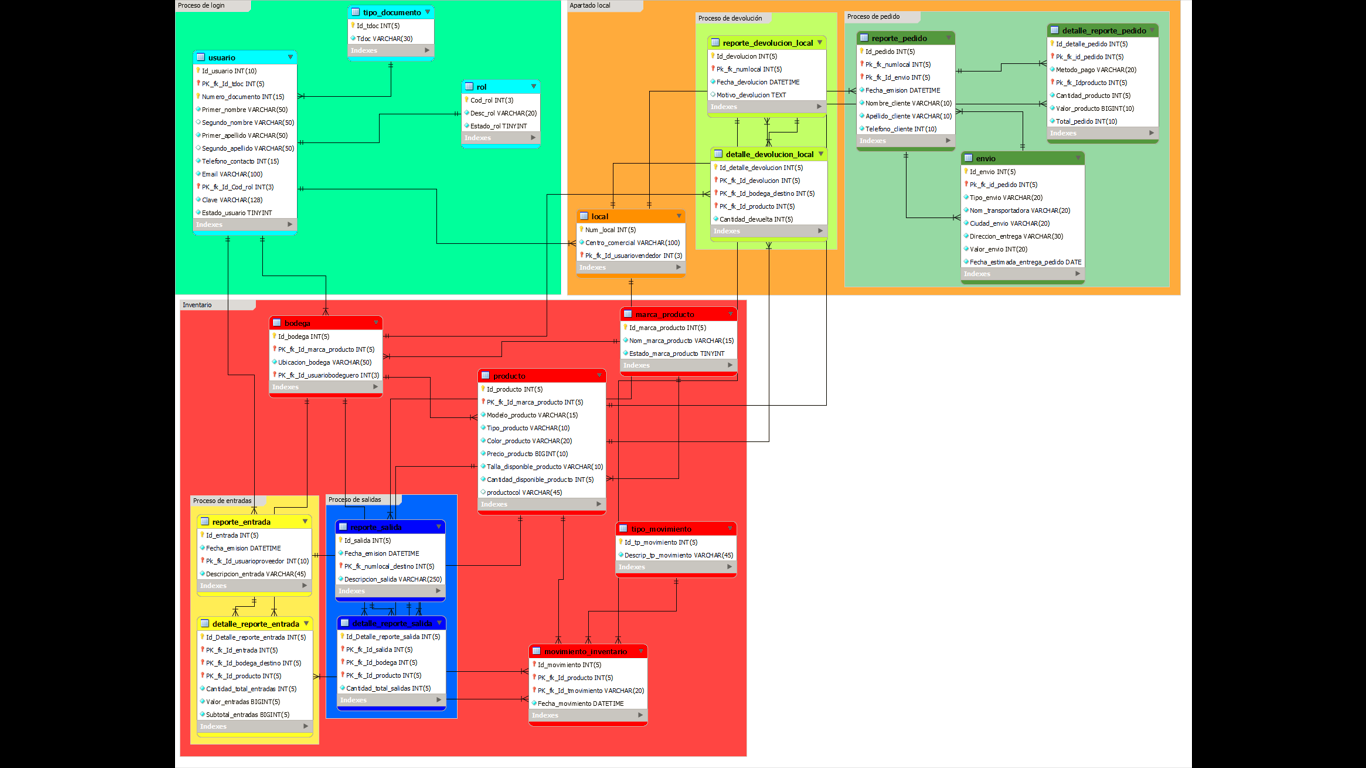 Proceso de login
tipo_documento
Id_tdoc INT(5)
Tdoc VARCHAR(30)
Indexes
usuario
Id_usuario INT(10)
PK_fk_Id_tdoc INT(5)
Numero_documento INT(15)
Primer_nombre VARCHAR(50)
Segundo_nombre VARCHAR(50)
Primer_apellido VARCHAR(50)
Segundo_apellido VARCHAR(50)
Telefono_contacto INT(15)
Email VARCHAR(100)
PK_fk_Id_Cod_rol INT(3)
Clave VARCHAR(128)
Estado_usuario TINYINT
Indexes
rol
Cod_rol INT(3)
Desc_rol VARCHAR(20)
Estado_rol TINYINT
Indexes
Apartado local
Proceso de devolución
reporte_devolucion_local
Id_devolucion INT(5)
Pk_fk_numlocal INT(5)
Fecha_devolucion DATETIME
Motivo_devolucion TEXT
Indexes
detalle_devolucion_local
Id_detalle_devolucion INT(5)
PK_fk_Id_devolucion INT(5)
PK_fk_Id_bodega_destino INT(5)
PK_fk_Id_producto INT(5)
Cantidad_devuelta INT(5)
Indexes
local
Num_local INT(5)
Centro_comercial VARCHAR(100)
Pk_fk_Id_usuariovendedor INT(3)
Indexes
Proceso de pedido
reporte_pedido
Id_pedido INT(5)
Pk_fk_numlocal INT(5)
Pk_fk_Id_envio INT(5)
Fecha_emision DATETIME
Nombre_cliente VARCHAR(10)
Apellido_cliente VARCHAR(10)
Telefono_cliente INT(10)
Indexes
detalle_reporte_pedido
Id_detalle_pedido INT(5)
Pk_fk_id_pedido INT(5)
Metodo_pago VARCHAR(20)
Pk_fk_Idproducto INT(5)
Cantidad_producto INT(5)
Valor_producto BIGINT(10)
Total_pedido INT(10)
Indexes
envio
Id_envio INT(5)
Pk_fk_id_pedido INT(5)
Tipo_envio VARCHAR(20)
Nom_transportadora VARCHAR(20)
Ciudad_envio VARCHAR(20)
Direccion_entrega VARCHAR(30)
Valor_envio INT(20)
Fecha_estimada_entrega_pedido DATE
Indexes
Inventario
bodega
Id_bodega INT(5)
PK_fk_Id_marca_producto INT(5)
Ubicacion_bodega VARCHAR(50)
PK_fk_Id_usuariobodeguero INT(3)
Indexes
marca_producto
Id_marca_producto INT(5)
Nom_marca_producto VARCHAR(15)
Estado_marca_producto TINYINT
Indexes
producto
Id_producto INT(5)
PK_fk_Id_marca_producto INT(5)
Modelo_producto VARCHAR(15)
Tipo_producto VARCHAR(10)
Color_producto VARCHAR(20)
Precio_producto BIGINT(10)
Talla_disponible_producto VARCHAR(10)
Cantidad_disponible_producto INT(5)
productocol VARCHAR(45)
Indexes
Proceso de entradas
reporte_entrada
Id_entrada INT(5)
Fecha_emision DATETIME
Pk_fk_Id_usuarioproveedor INT(10)
Descripcion_entrada VARCHAR(45)
Indexes
detalle_reporte_entrada
Id_Detalle_reporte_entrada INT(5)
PK_fk_Id_entrada INT(5)
PK_fk_Id_bodega_destino INT(5)
PK_fk_Id_producto INT(5)
Cantidad_total_entradas INT(5)
Valor_entradas BIGINT(5)
Subtotal_entradas BIGINT(5)
Indexes
Proceso de salidas
reporte_salida
Id_salida INT(5)
Fecha_emision DATETIME
PK_fk_numlocal_destino INT(5)
Descripcion_salida VARCHAR(250)
Indexes
detalle_reporte_salida
Id_Detalle_reporte_salida INT(5)
PK_fk_Id_salida INT(5)
PK_fk_Id_bodega INT(5)
PK_fk_Id_producto INT(5)
Cantidad_total_salidas INT(5)
Indexes
tipo_movimiento
Id_tp_movimiento INT(5)
Descrip_tp_movimiento VARCHAR(45)
Indexes
movimiento_inventario
Id_movimiento INT(5)
PK_fk_Id_producto INT(5)
PK_fk_Id_tmovimiento VARCHAR(20)
Fecha_movimiento DATETIME
Indexes